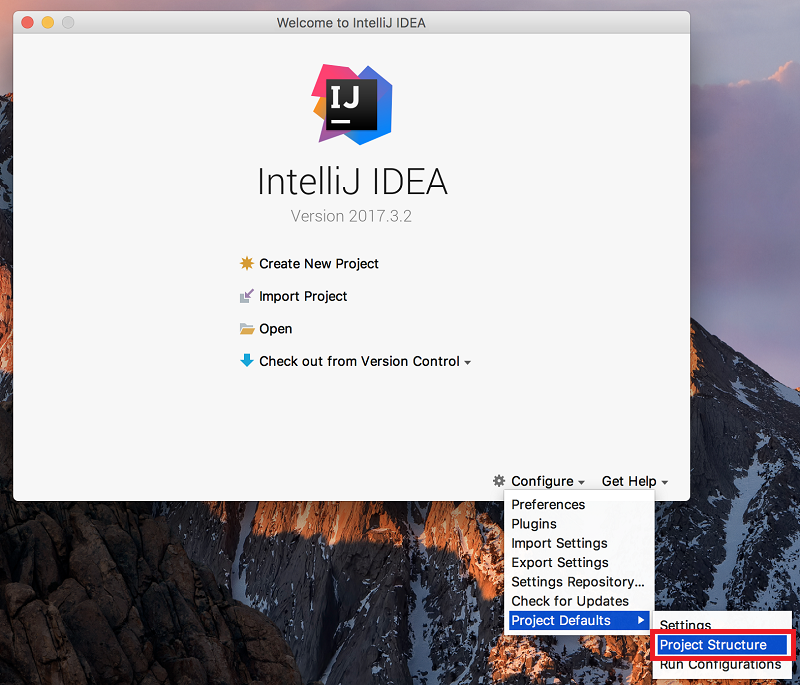 Welcome to IntelliJ IDEA
IJ
IntelliJ IDEA
Version 2017.3.2
Create New Project
Import Project
Open
Check out from Version Control
Configure Get Help
Preferences
Plugins
Import Settings
Export Settings
Settings Repository...
Check for Updates
Project Defaults
Settings
Project Structure
Run Configurations